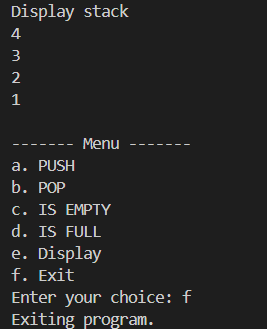 Display stack
4
3
2
1
------- Menu -------
a. PUSH
b. POP
c. IS EMPTY
d. IS FULL
e. Display
f. Exit
Enter your choice: f
Exiting program.